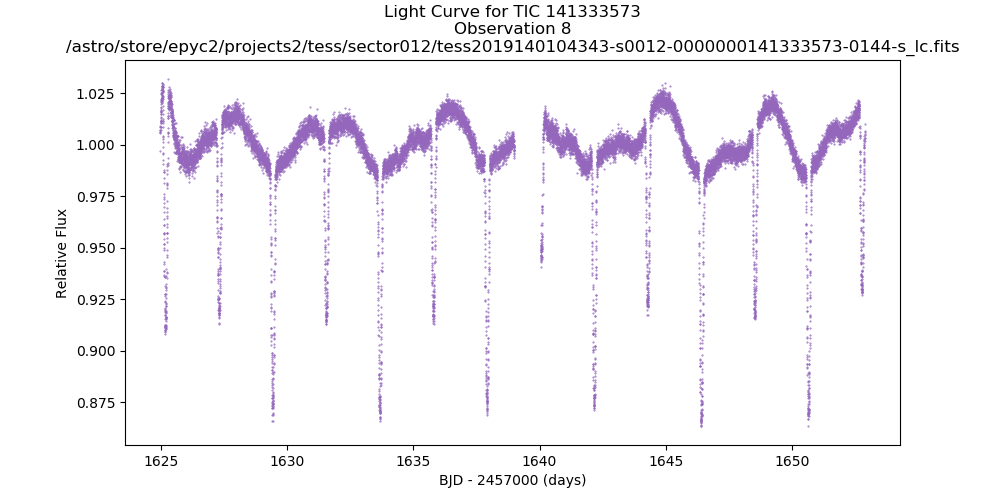 Light Curve for TIC 141333573
Observation 8
/astro/store/epyc2/projects2/tess/sector012/tess2019140104343-s0012-0000000141333573-0144-s_lc.fits
Relative Flux
1.025
1.000
0.975
0.950
0.925
0.900
0.875
1625
1630
1635
1640
1645
1650
BJD - 2457000 (days)